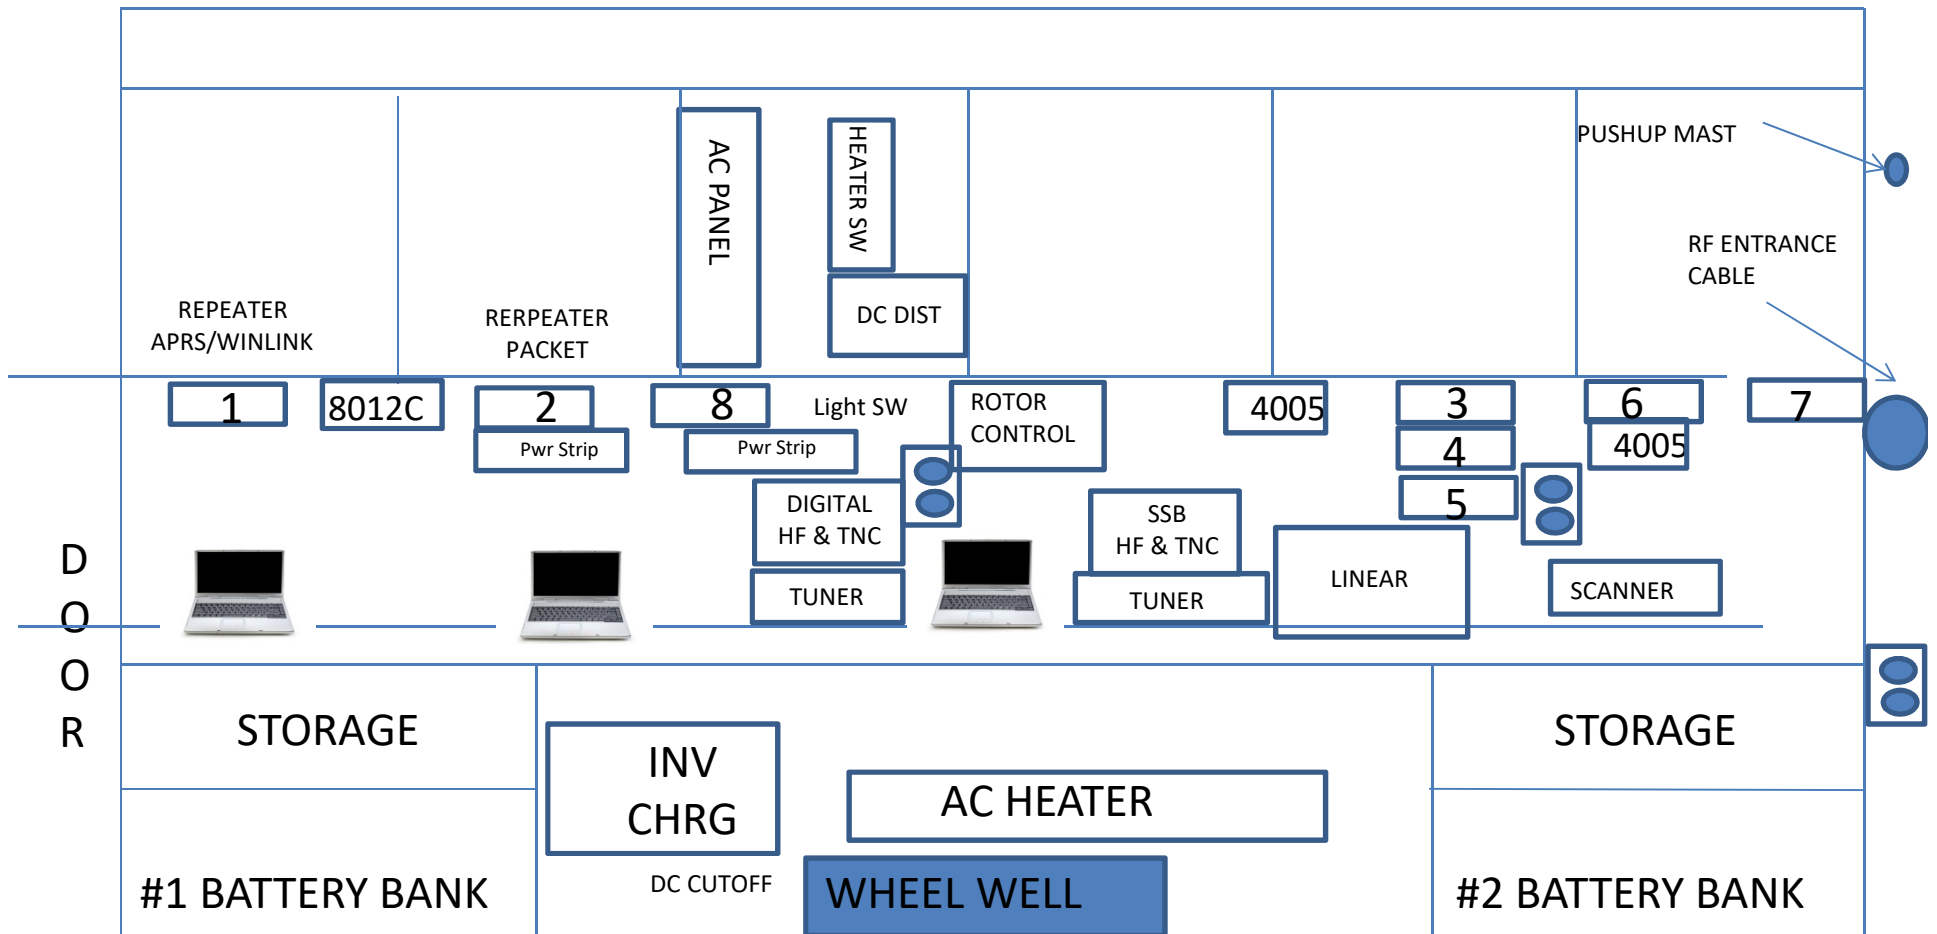 PUSHUP MAST
AC PANEL
HEATER SW
RF ENTRANCE
CABLE
REPEATER
APRS/WINLINK
RERPEATER
PACKET
DC DIST
1
8012C
2
8
Light SW
ROTOR
CONTROL
4005
3
6
7
Pwr Strip
Pwr Strip
4
4005
5
DIGITAL
HF & TNC
SSB
HF & TNC
TUNER
TUNER
LINEAR
SCANNER
D
O
O
R
STORAGE
STORAGE
INV
CHRG
AC HEATER
#1 BATTERY BANK
DC CUTOFF
WHEEL WELL
#2 BATTERY BANK